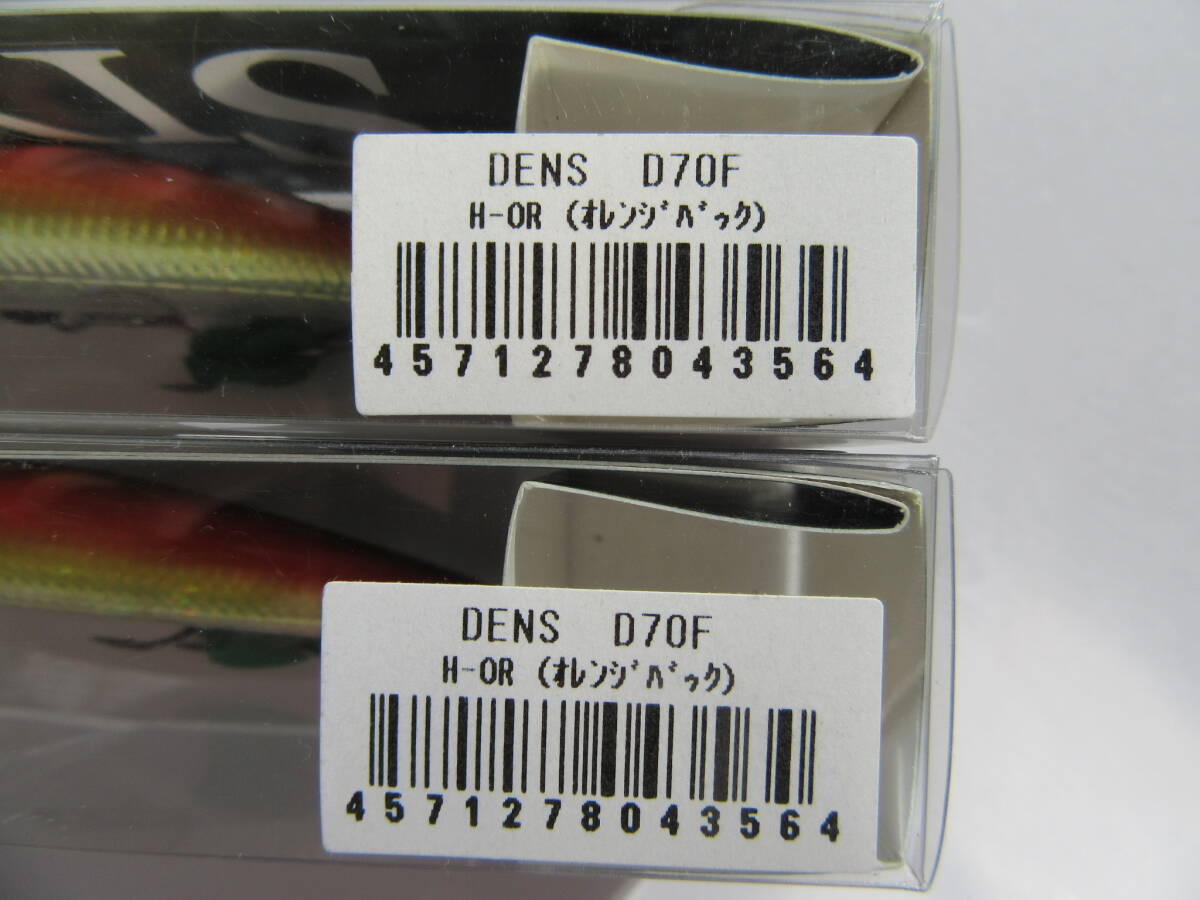 IS
DENS D70F
H-OR (ｵﾚﾝｼﾞﾊﾞｯｸ)
4571278043564
DENS D70F
H-OR (ｵﾚﾝｼﾞﾊﾞｯｸ)
4571278043564